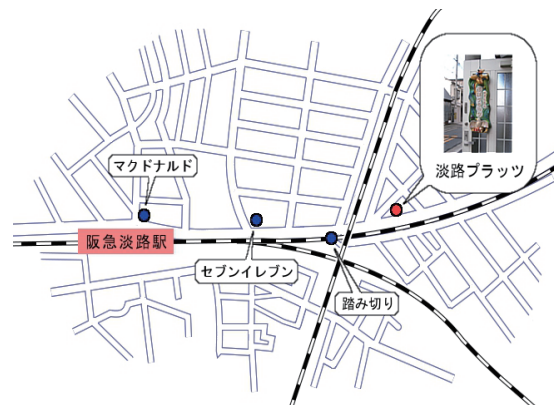 マクドナルド
淡路プラッツ
阪急淡路駅
セブンイレブン
踏み切り